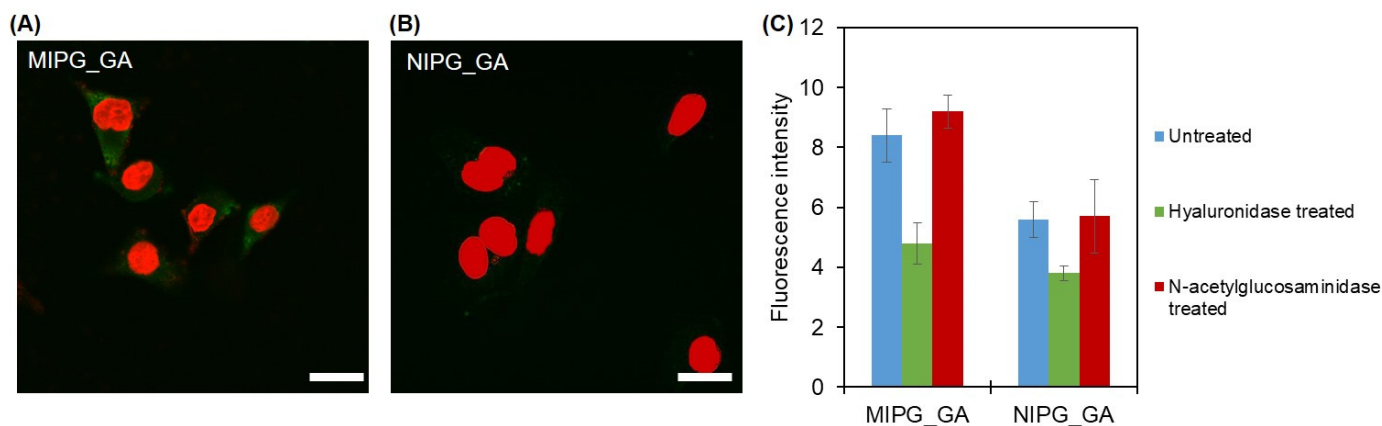 (A)
MIPG_GA
(B)
NIPG_GA
(C)
12
10
8
6
4
2
0
Fluorescence intensity
MIPG_GA
NIPG_GA
Untreated
Hyaluronidase treated
N-acetylglucosaminidase
treated